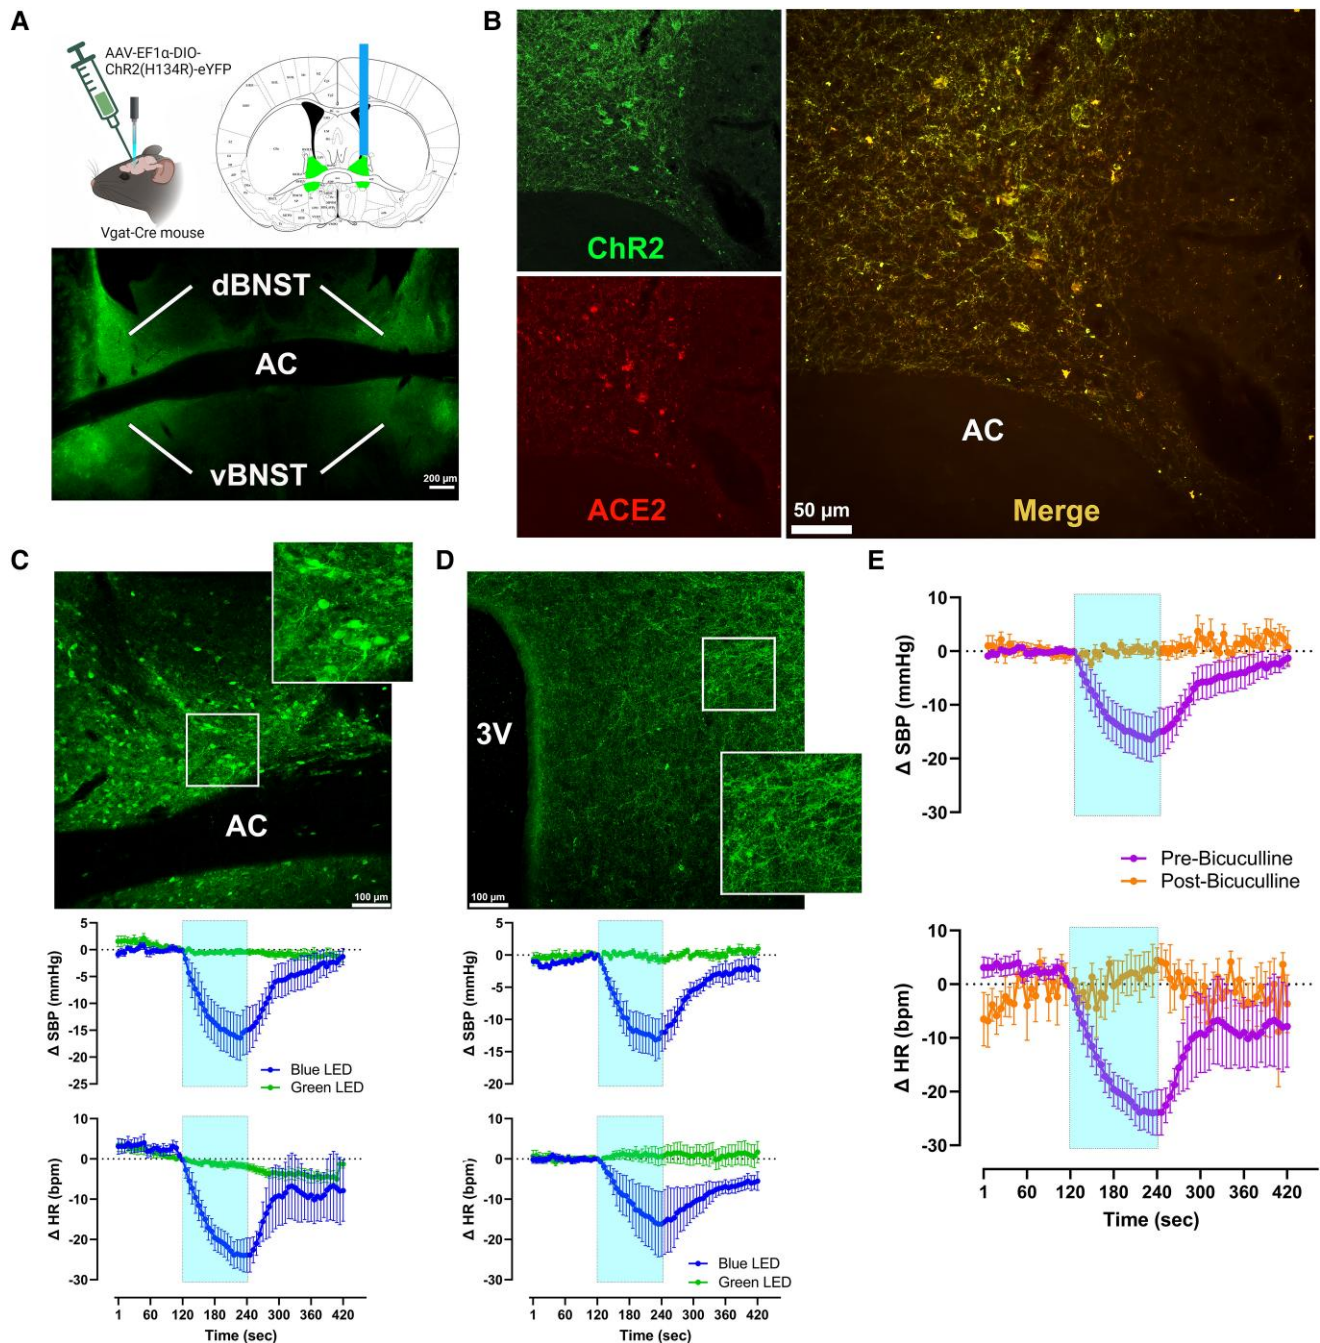 A
AAV-EF1α-DIO-
ChR2(H134R)-eYFP
Vgat-Cre mouse
dBNST
AC
vBNST
200 µm
B
ChR2
ACE2
AC
50 µm
Merge
C
AC
100 µm
5
0
-5
-10
-15
-20
-25
Δ SBP (mmHg)
Blue LED
Green LED
10
0
-10
-20
-30
Δ HR (bpm)
1 60 120 180 240 300 360 420
Time (sec)
D
3V
100 µm
5
0
-5
-10
-15
-20
Δ SBP (mmHg)
10
0
-10
-20
-30
Δ HR (bpm)
Blue LED
Green LED
1 60 120 180 240 300 360 420
Time (sec)
E
10
0
-10
-20
-30
Δ SBP (mmHg)
Pre-Bicuculline
Post-Bicuculline
10
0
-10
-20
-30
Δ HR (bpm)
1 60 120 180 240 300 360 420
Time (sec)